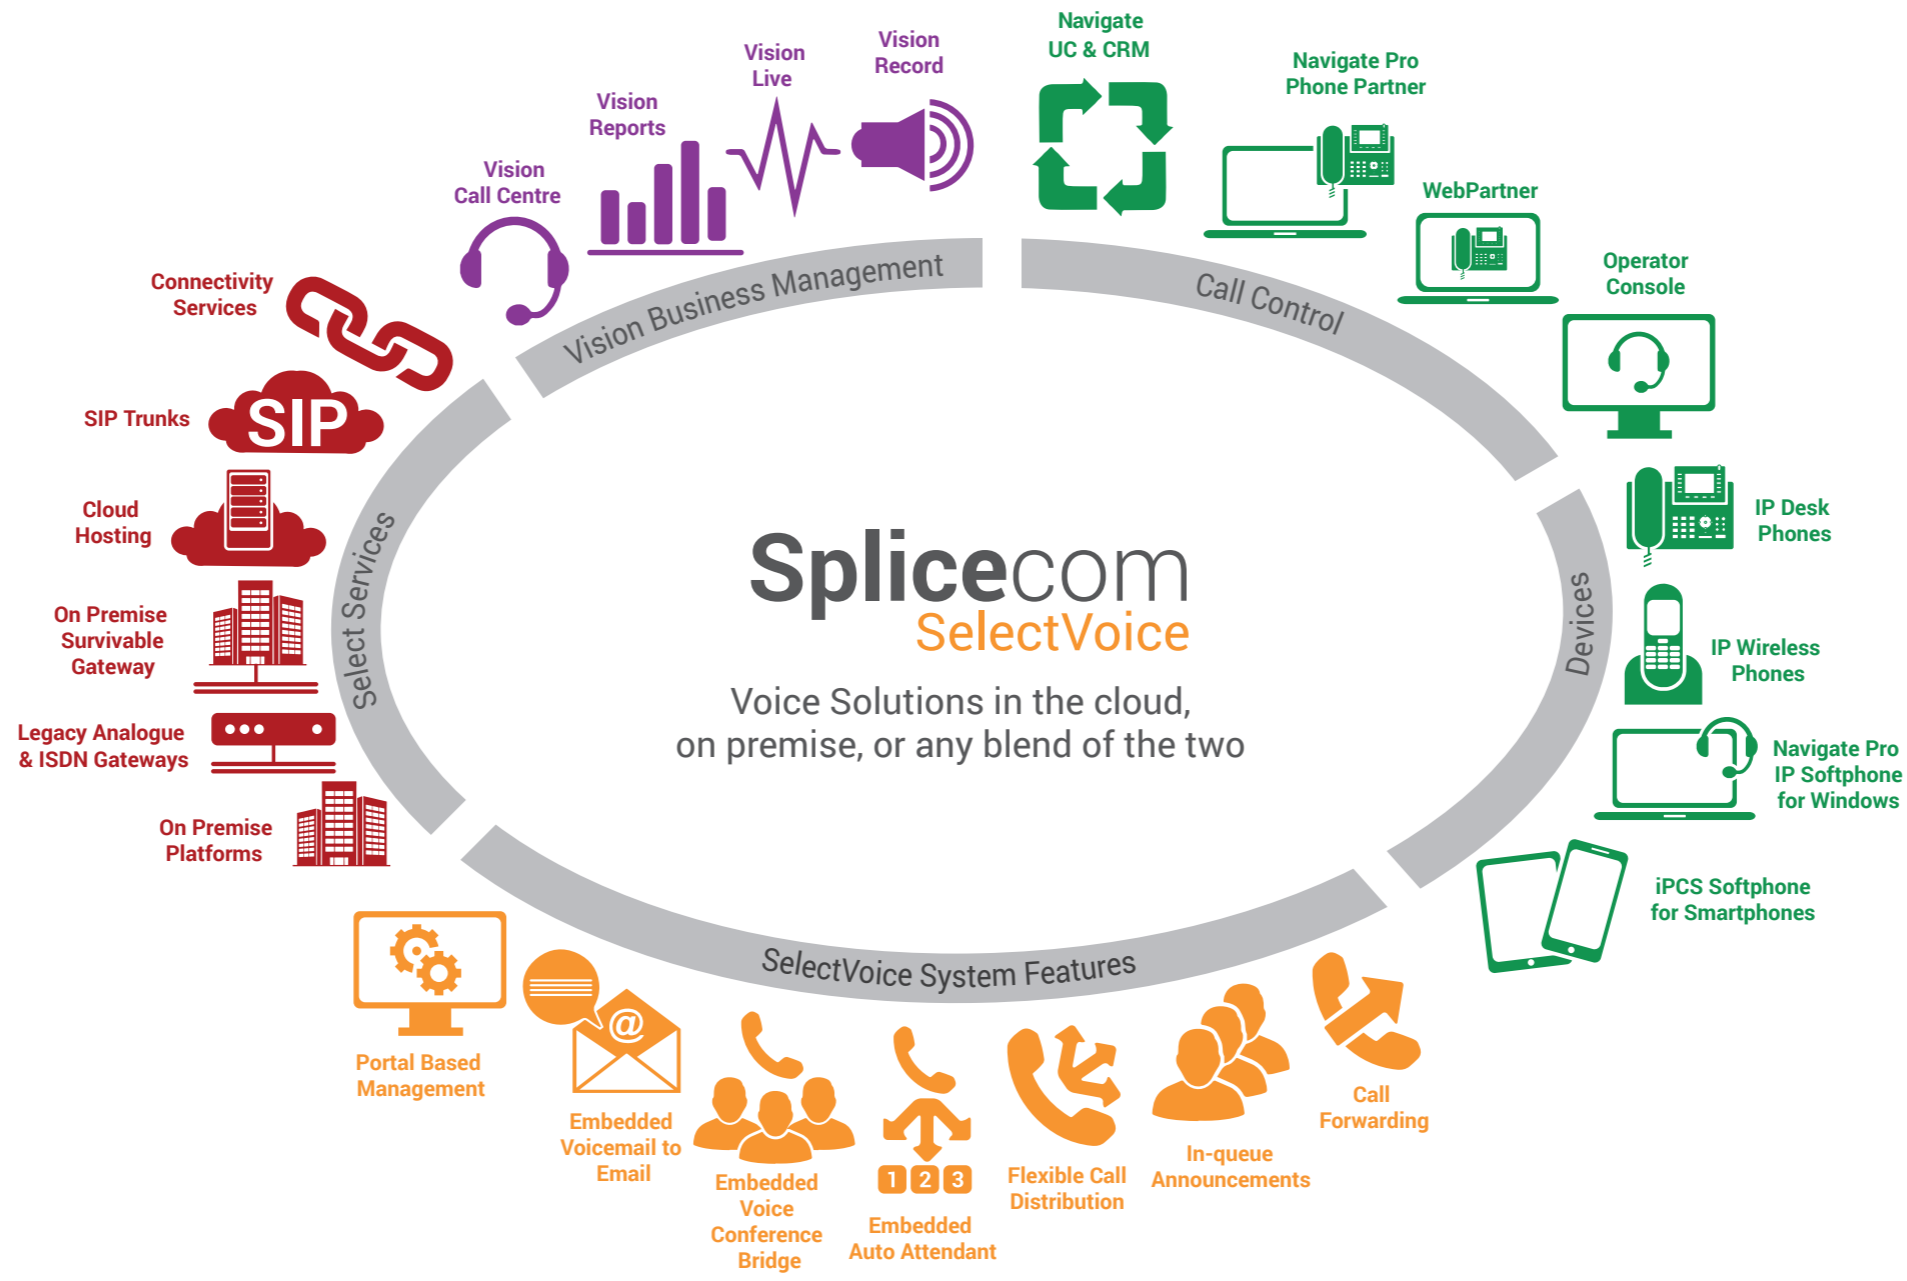 Splicecom
SelectVoice
Voice Solutions in the cloud,
on premise, or any blend of the two
Vision Business Management
Vision
Call Centre
Vision
Reports
Vision
Live
Vision
Record
Call Control
Navigate
UC & CRM
Navigate Pro
Phone Partner
WebPartner
Operator
Console
Devices
IP Desk
Phones
IP Wireless
Phones
Navigate Pro
IP Softphone
for Windows
iPCS Softphone
for Smartphones
SelectVoice System Features
Portal Based
Management
@
Embedded
Voicemail to
Email
Embedded
Voice
Conference
Bridge
1 2 3
Embedded
Auto Attendant
Flexible Call
Distribution
In-queue
Announcements
Call
Forwarding
Select Services
Connectivity
Services
SIP Trunks
SIP
Cloud
Hosting
On Premise
Survivable
Gateway
Legacy Analogue
& ISDN Gateways
On Premise
Platforms